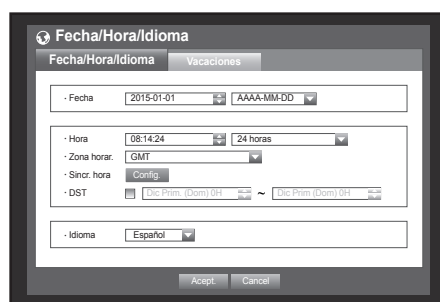 Fecha/Hora/Idioma
Fecha/Hora/Idioma Vacaciones
· Fecha 2015-01-01 AAAA-MM-DD
· Hora 08:14:24 24 horas
· Zona horar. GMT
· Sincr. hora Config.
· DST Dic Prim. (Dom) 0H ~ Dic Prim. (Dom) 0H
· Idioma Español
Acept. Cancel